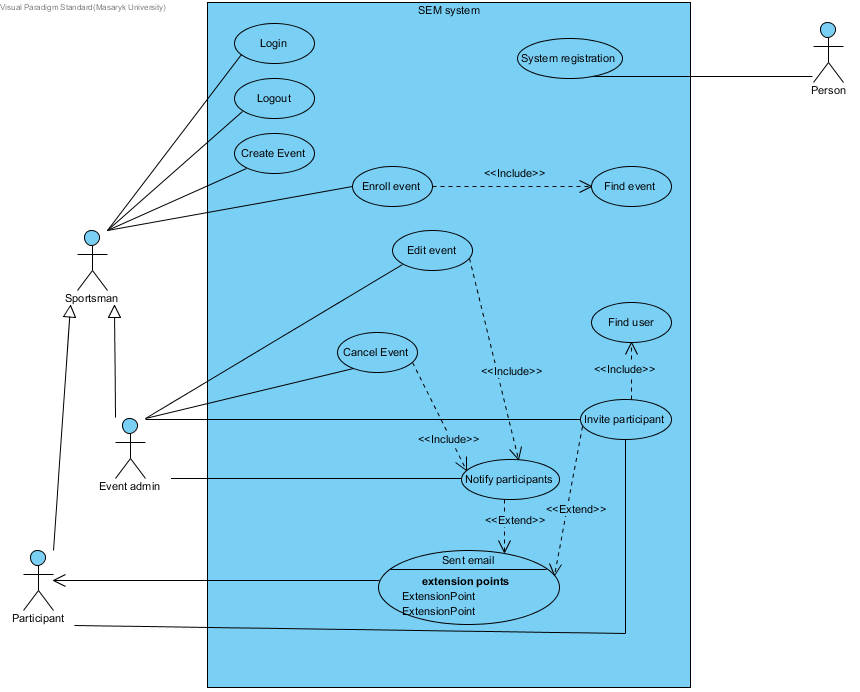 Visual Paradigm Standard(Masaryk University)
SEM system
Login
System registration
Person
Logout
Create Event
Enroll event
<<Include>>
Find event
Edit event
Sportsman
Find user
Cancel Event
<<Include>>
<<Include>>
Invite participant
<<Include>>
Event admin
Notify participants
<<Extend>>
<<Extend>>
Sent email
extension points
ExtensionPoint
ExtensionPoint
Participant